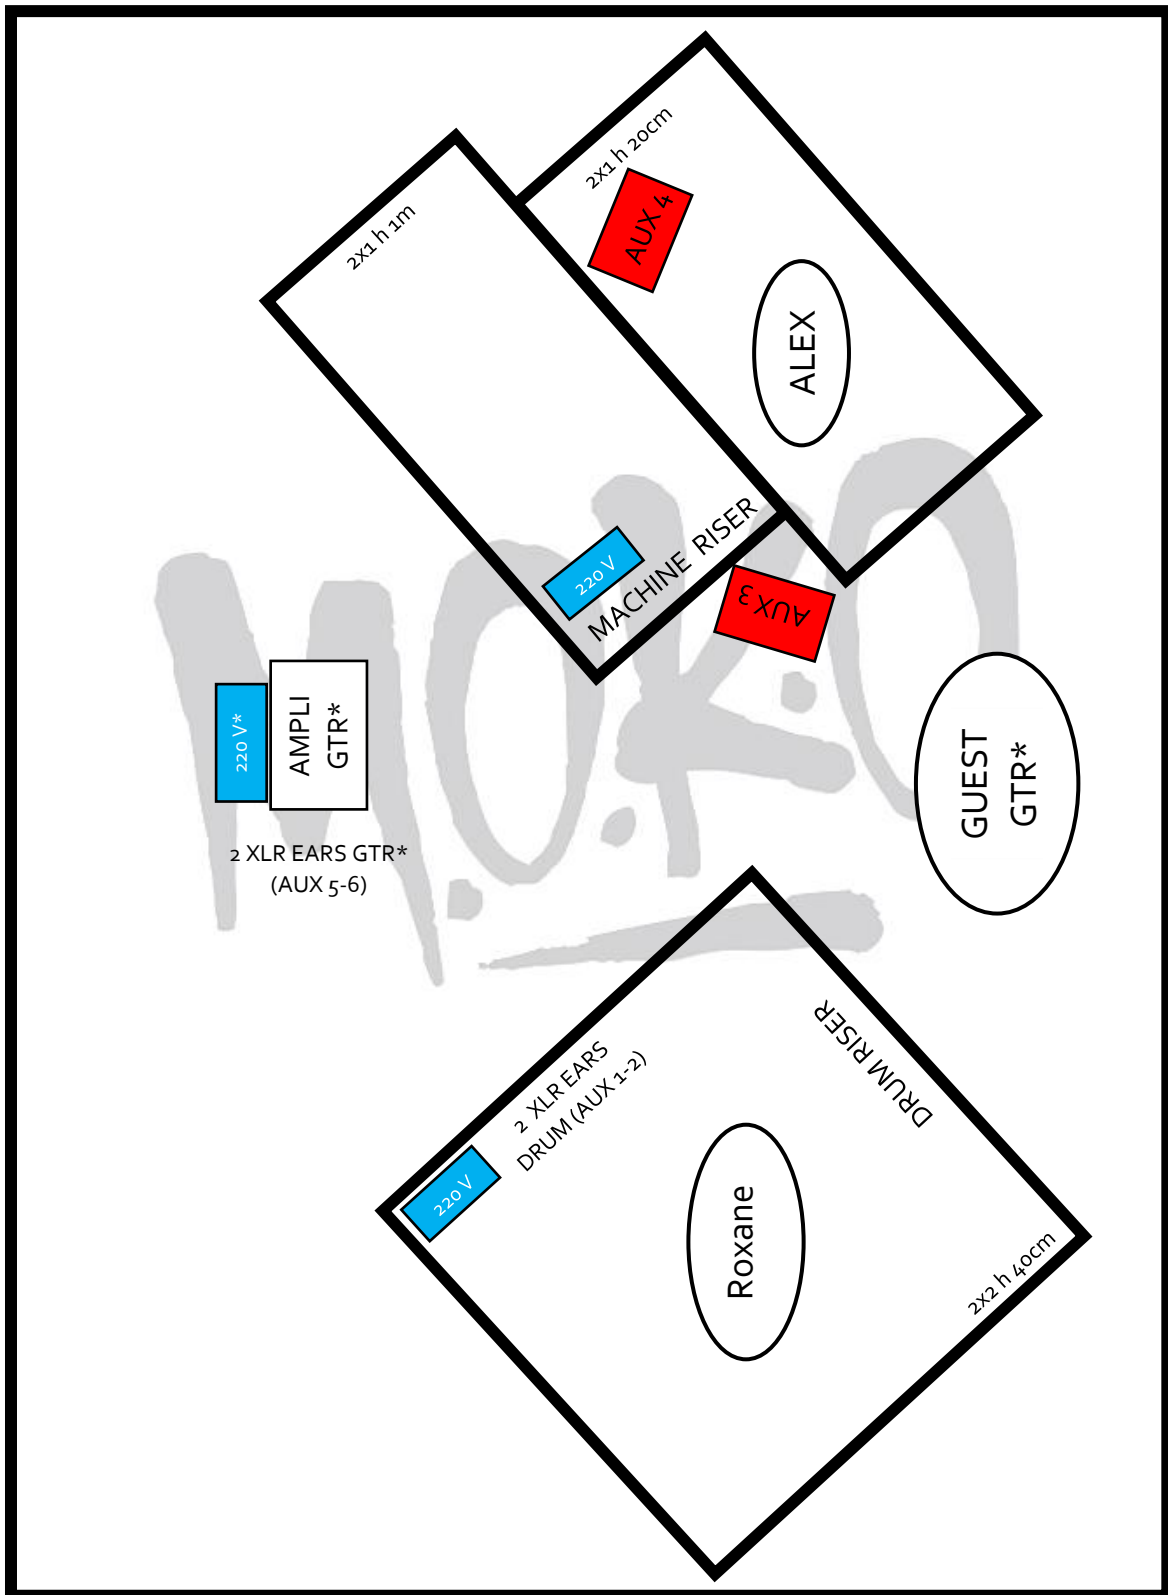 2x1 h 20cm
AUX 4
2x1 h 1m
ALEX
220 V
MACHINE RISER
AUX 3
M.O.K.O
220 V*
AMPLI
GTR*
2 XLR EARS GTR*
(AUX 5-6)
GUEST
GTR*
DRUM RISER
2 XLR EARS
DRUM (AUX 1-2)
220 V
Roxane
2x2 h 40cm